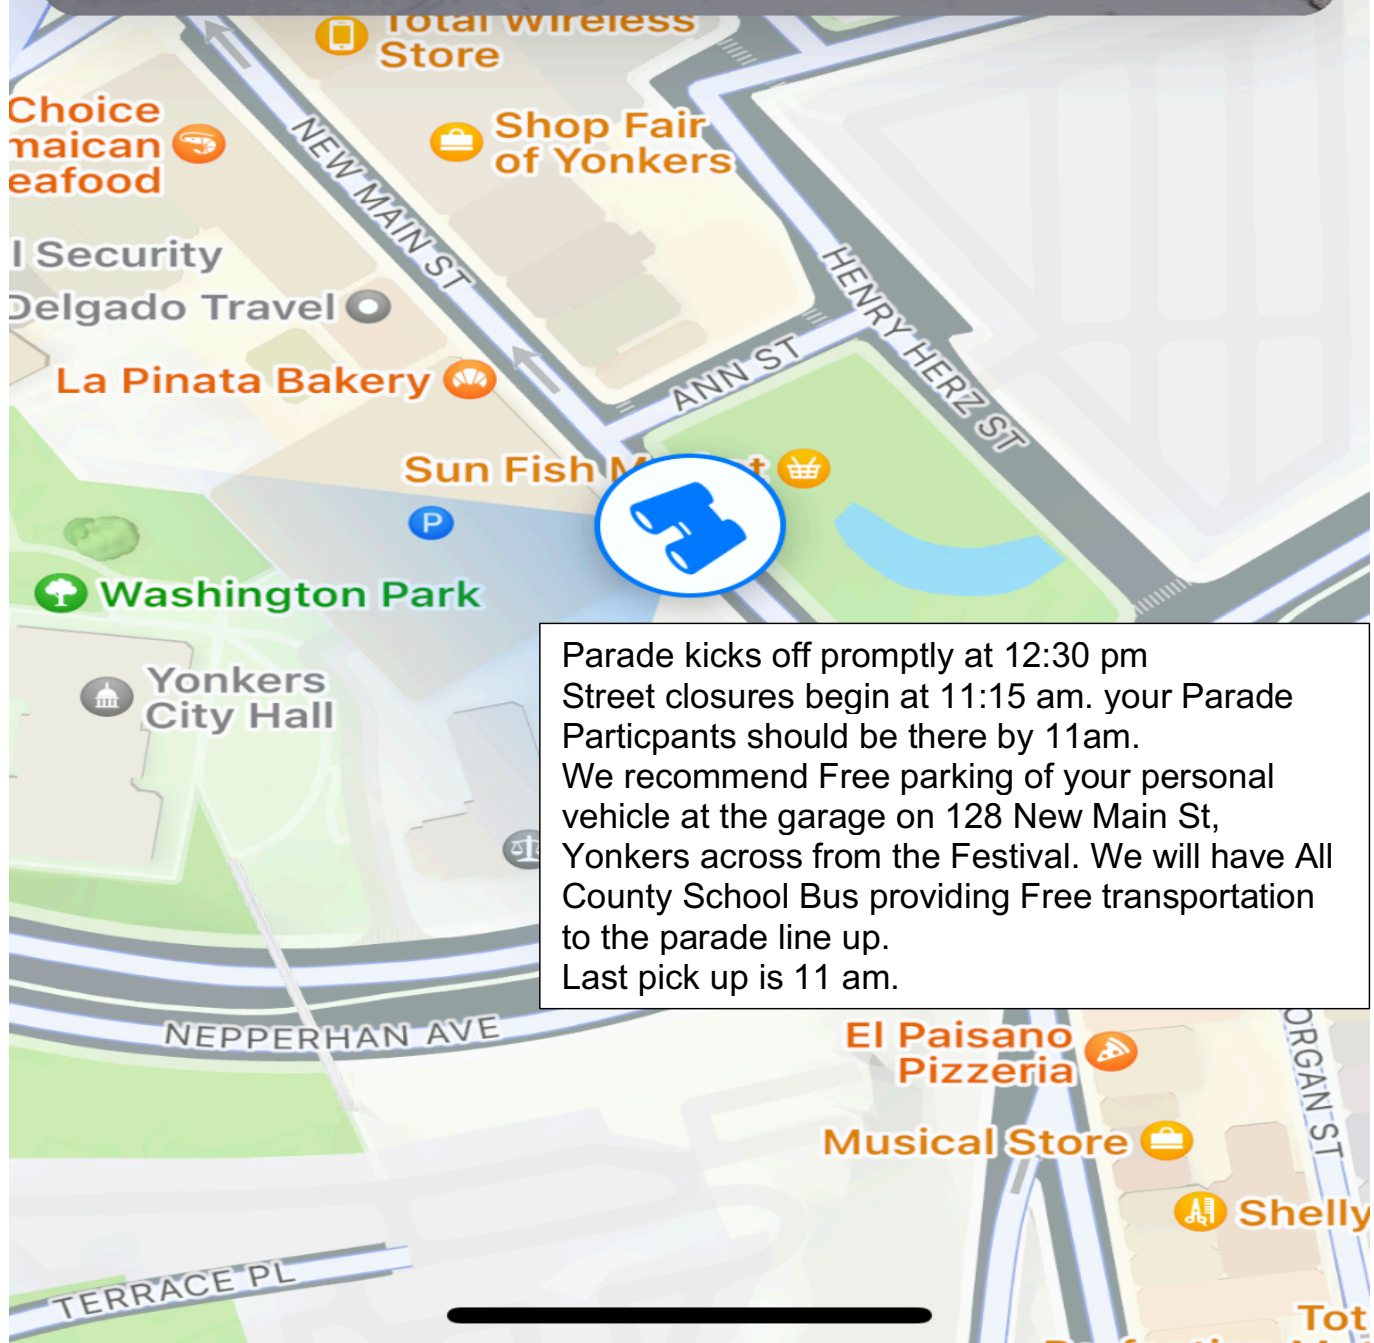 Total Wireless
Store
Choice
maican
eafood
Shop Fair
of Yonkers
NEW MAIN ST
l Security
Delgado Travel
HENRY HERZ ST
La Pinata Bakery
ANN ST
Sun Fish M t
P
Washington Park
Yonkers
City Hall
Parade kicks off promptly at 12:30 pm
Street closures begin at 11:15 am. your Parade
Particpants should be there by 11am.
We recommend Free parking of your personal
vehicle at the garage on 128 New Main St,
Yonkers across from the Festival. We will have All
County School Bus providing Free transportation
to the parade line up.
Last pick up is 11 am.
NEPPERHAN AVE
El Paisano
Pizzeria
ORGAN ST
Musical Store
Shelly
TERRACE PL
Tot